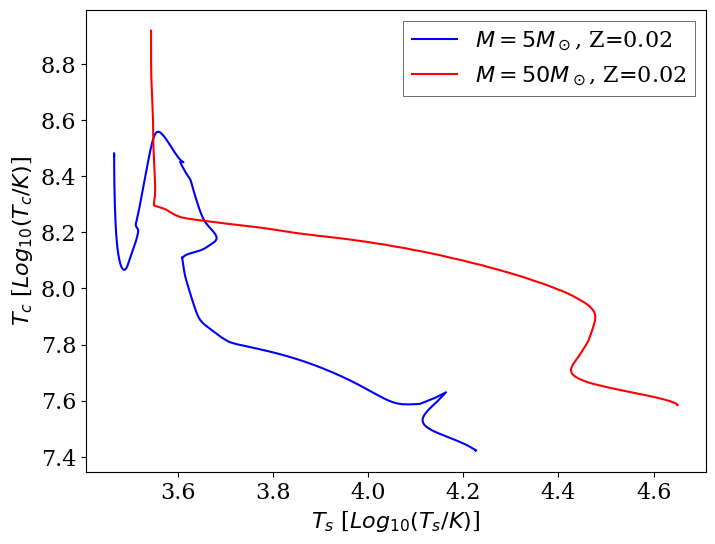 M = 5M⊙, Z=0.02
M = 50M⊙, Z=0.02
8.8
8.6
8.4
8.2
8.0
7.8
7.6
7.4
T_c [Log₁₀(T_c/K)]
3.6 3.8 4.0 4.2 4.4 4.6
T_s [Log₁₀(T_s/K)]